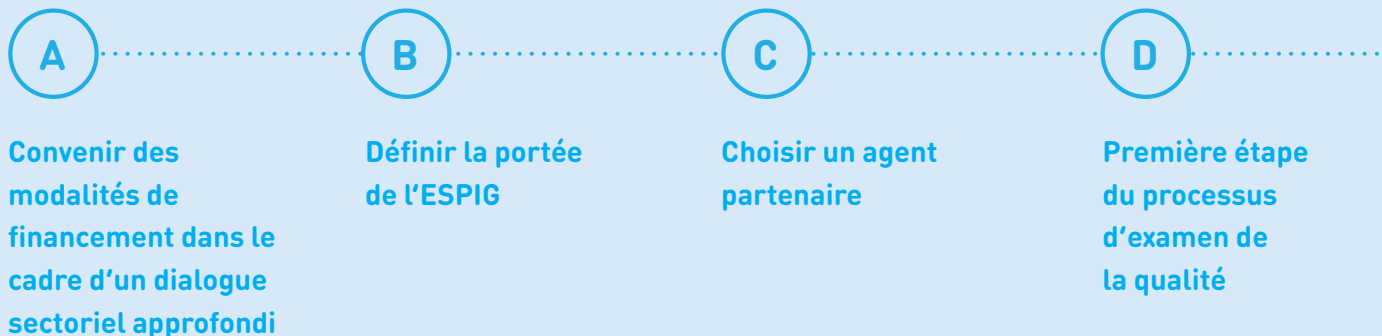 A
Convenir des
modalités de
financement dans le
cadre d’un dialogue
sectoriel approfondi
B
Définir la portée
de l’ESPIG
C
Choisir un agent
partenaire
D
Première étape
du processus
d’examen de
la qualité